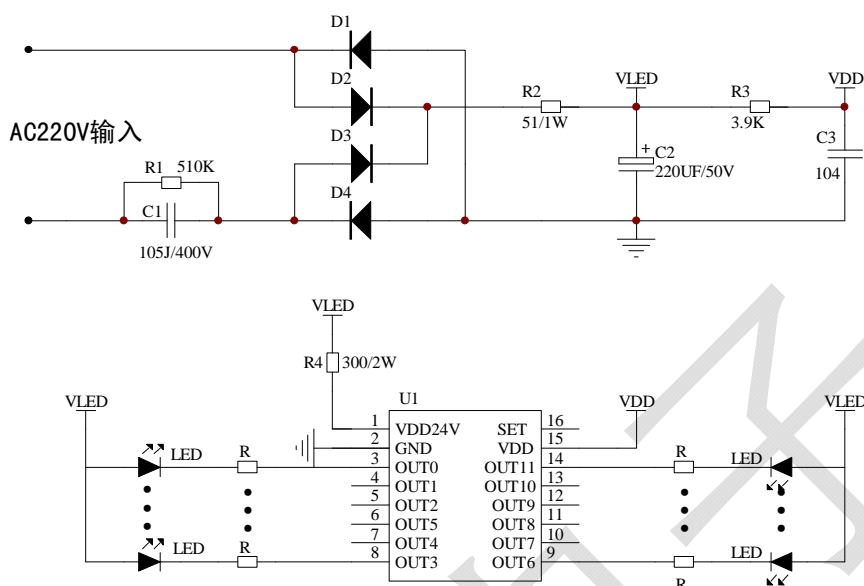 D1
D2
AC220V输入
D3
R1 510K
D4
C1
105J/400V
R2
51/1W
VLED
R3
3.9K
VDD
C2
220UF/50V
C3
104
VLED
R4 300/2W
U1
VLED
VDD
VLED
1 VDD24V SET 16
2 GND VDD 15
LED R 3 OUT0 OUT11 14 R LED
4 OUT1 OUT10 13
5 OUT2 OUT9 12
6 OUT5 OUT8 11
7 OUT4 OUT7 10
LED R 8 OUT3 OUT6 9 LED
R